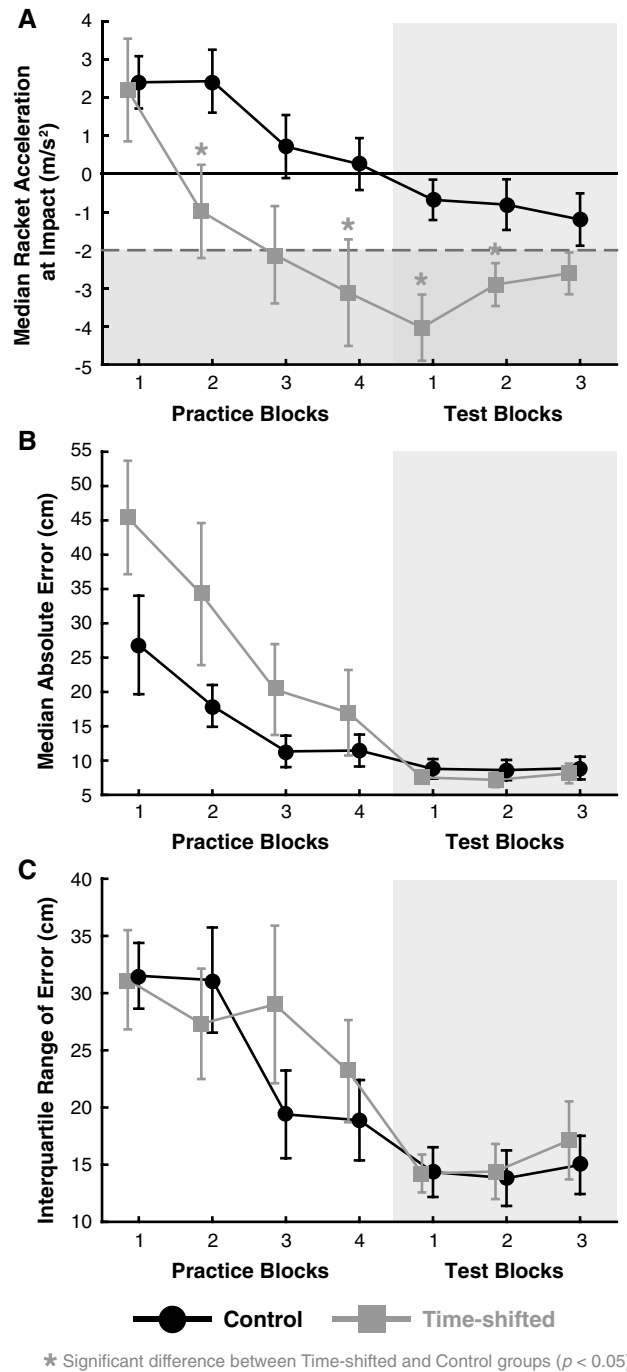 A
Median Racket Acceleration
at Impact (m/s²)
4
3
2
1
0
-1
-2
-3
-4
-5
* * * *
1 2 3 4 1 2 3
Practice Blocks Test Blocks
B
Median Absolute Error (cm)
55
50
45
40
35
30
25
20
15
10
5
1 2 3 4 1 2 3
Practice Blocks Test Blocks
C
Interquartile Range of Error (cm)
40
35
30
25
20
15
10
1 2 3 4 1 2 3
Practice Blocks Test Blocks
Control Time-shifted
* Significant difference between Time-shifted and Control groups (p < 0.05)